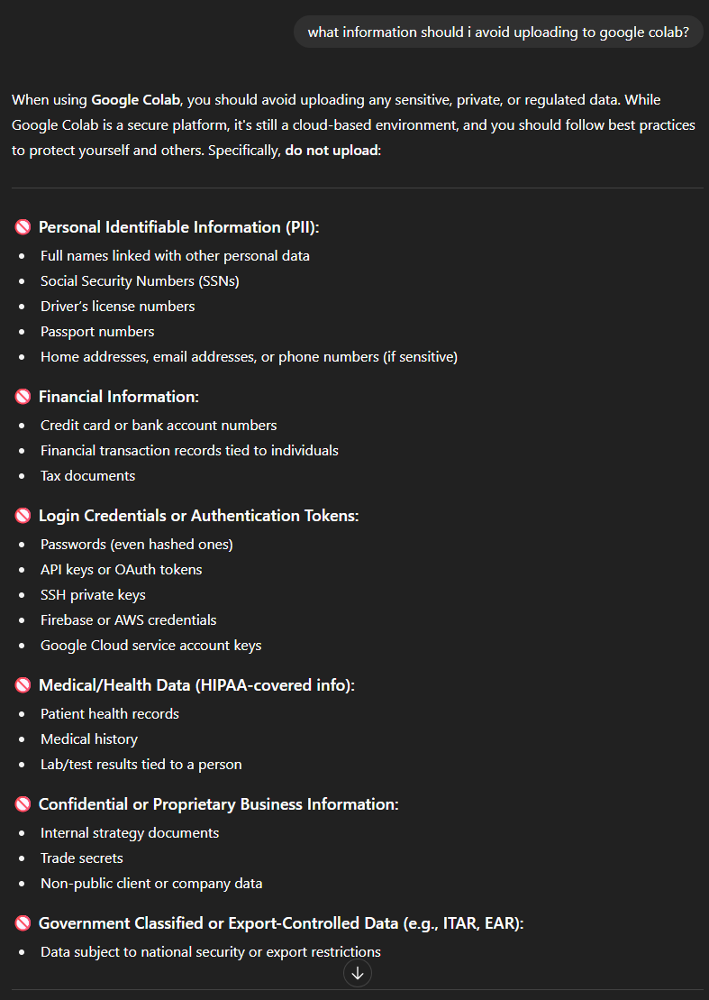 what information should i avoid uploading to google colab?
When using Google Colab, you should avoid uploading any sensitive, private, or regulated data. While
Google Colab is a secure platform, it's still a cloud-based environment, and you should follow best practices
to protect yourself and others. Specifically, do not upload:
🚫 Personal Identifiable Information (PII):
• Full names linked with other personal data
• Social Security Numbers (SSNs)
• Driver's license numbers
• Passport numbers
• Home addresses, email addresses, or phone numbers (if sensitive)
🚫 Financial Information:
• Credit card or bank account numbers
• Financial transaction records tied to individuals
• Tax documents
🚫 Login Credentials or Authentication Tokens:
• Passwords (even hashed ones)
• API keys or OAuth tokens
• SSH private keys
• Firebase or AWS credentials
• Google Cloud service account keys
🚫 Medical/Health Data (HIPAA-covered info):
• Patient health records
• Medical history
• Lab/test results tied to a person
🚫 Confidential or Proprietary Business Information:
• Internal strategy documents
• Trade secrets
• Non-public client or company data
🚫 Government Classified or Export-Controlled Data (e.g., ITAR, EAR):
• Data subject to national security or export restrictions